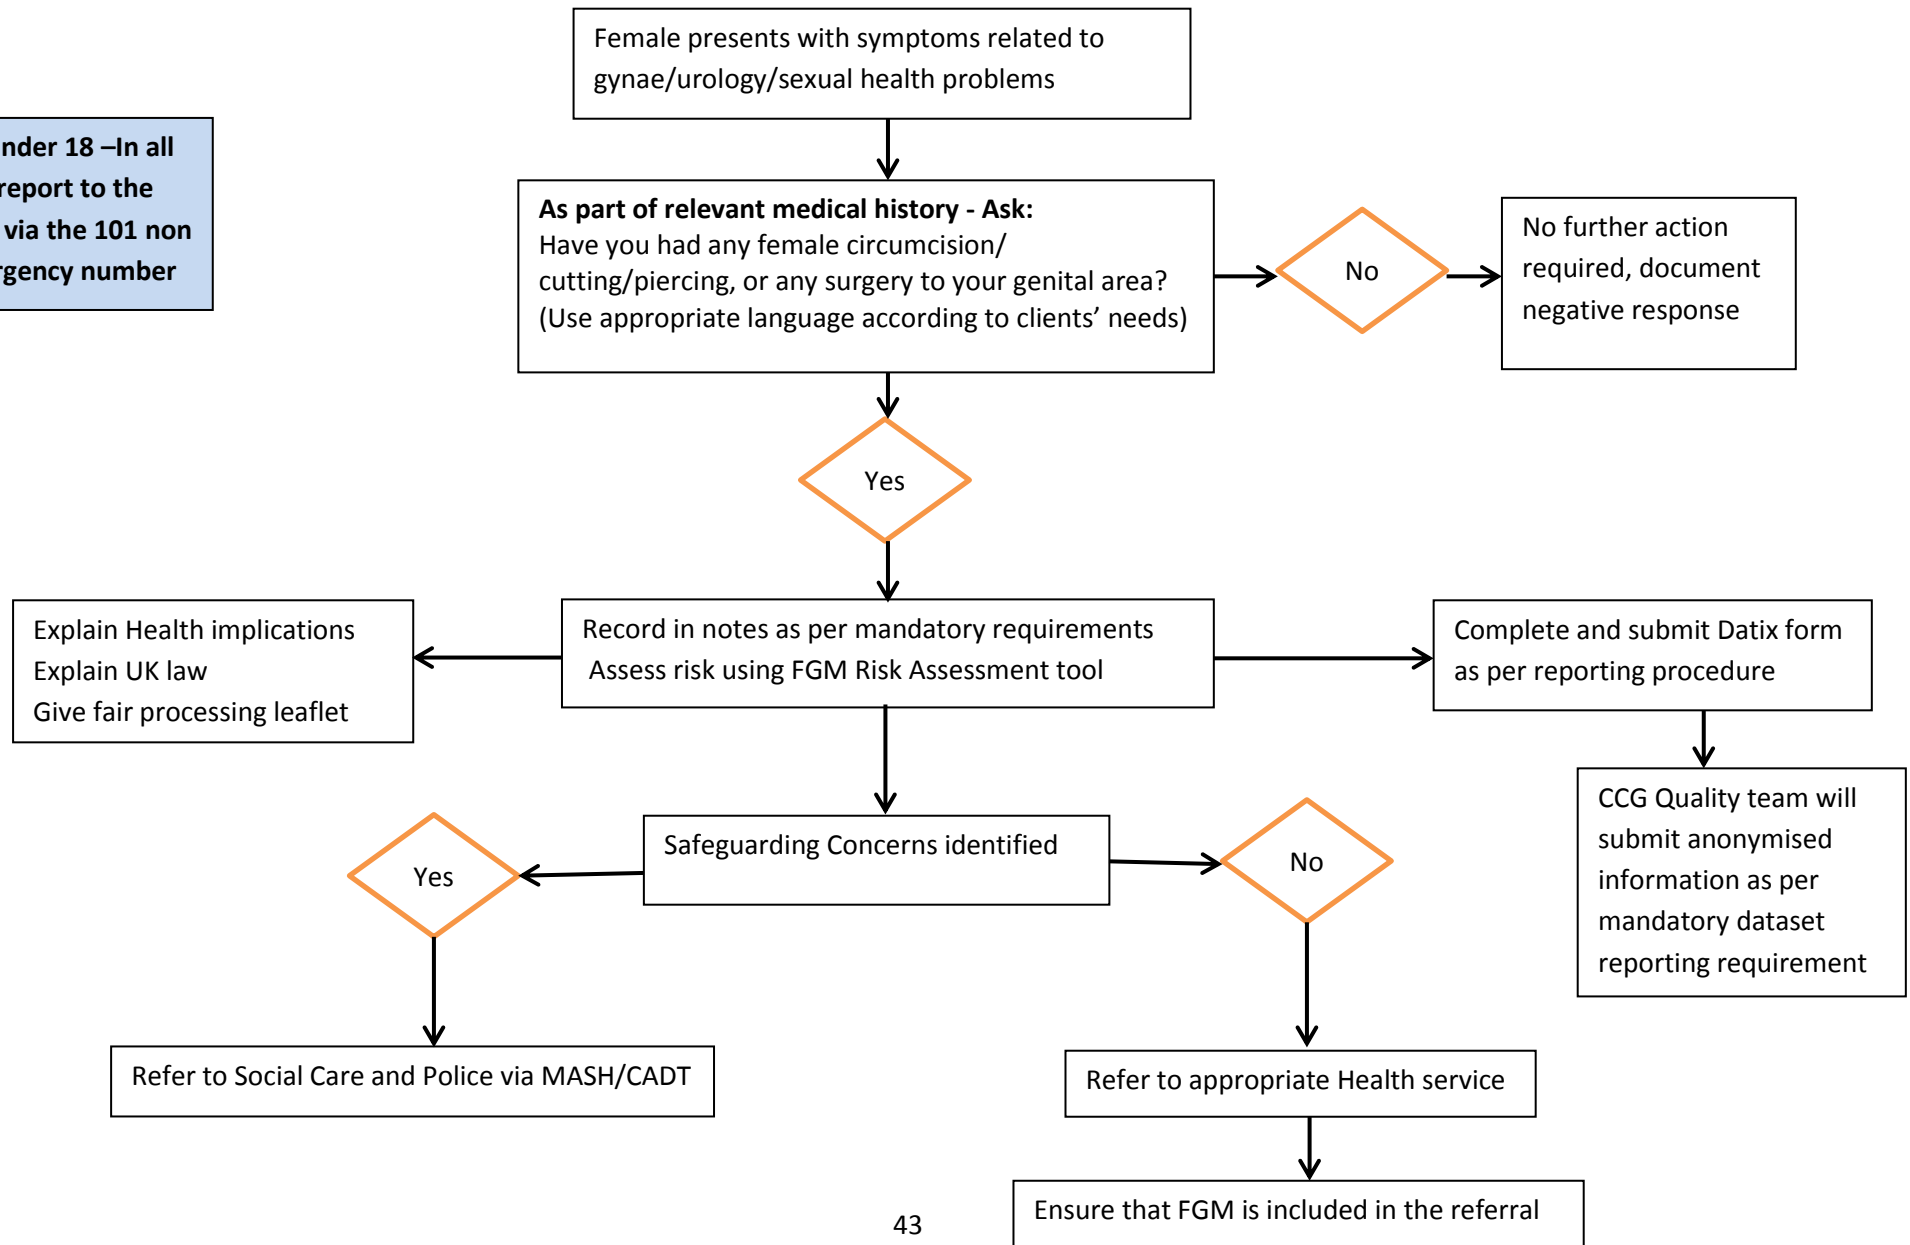 Female presents with symptoms related to
gynae/urology/sexual health problems
nder 18 –In all
report to the
via the 101 non
rgency number
As part of relevant medical history - Ask:
Have you had any female circumcision/
cutting/piercing, or any surgery to your genital area?
(Use appropriate language according to clients’ needs)
No
No further action
required, document
negative response
Yes
Explain Health implications
Explain UK law
Give fair processing leaflet
Record in notes as per mandatory requirements
Assess risk using FGM Risk Assessment tool
Complete and submit Datix form
as per reporting procedure
CCG Quality team will
submit anonymised
information as per
mandatory dataset
reporting requirement
Safeguarding Concerns identified
Yes
No
Refer to Social Care and Police via MASH/CADT
Refer to appropriate Health service
Ensure that FGM is included in the referral
43